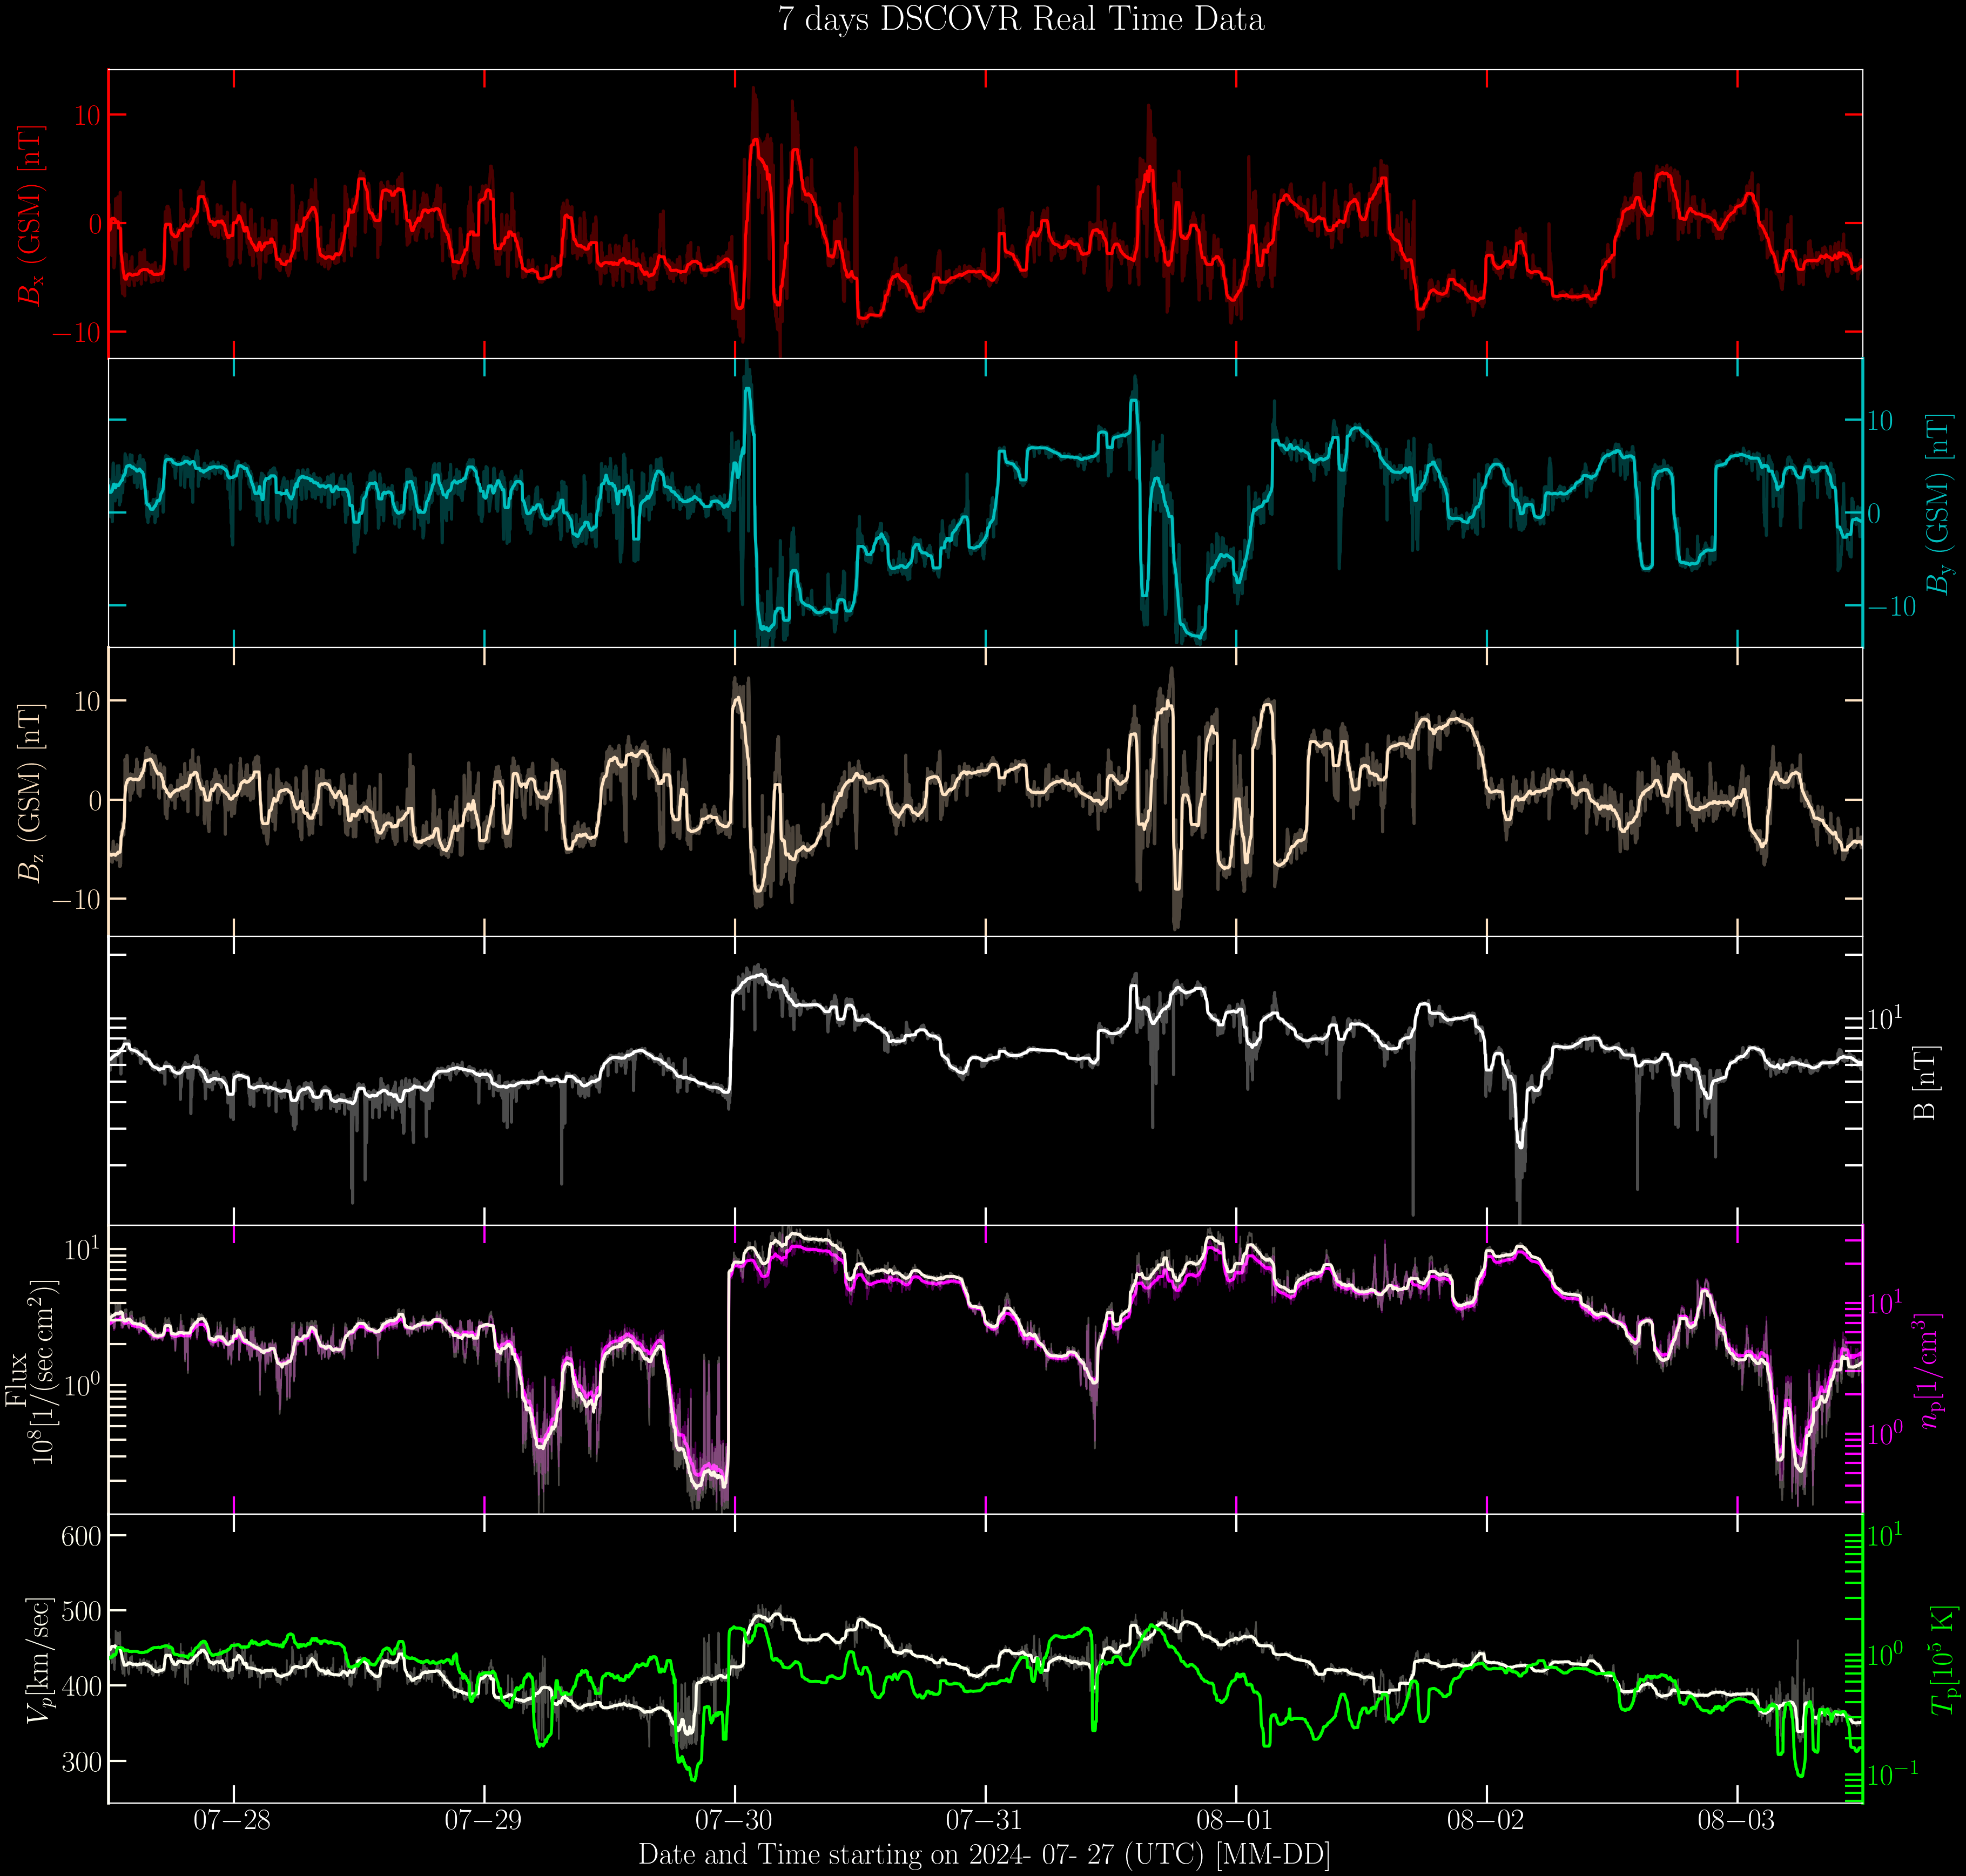 7 days DSCOVR Real Time Data
10
0
−10
Bx (GSM) [nT]
10
0
−10
By (GSM) [nT]
10
0
−10
Bz (GSM) [nT]
10¹
B [nT]
10¹
10⁰
Flux
10⁸[1/(sec cm²)]
10¹
10⁰
np[1/cm³]
600
500
400
300
Vp[km/sec]
10¹
10⁰
10⁻¹
Tp[10⁵ K]
07−28 07−29 07−30 07−31 08−01 08−02 08−03
Date and Time starting on 2024- 07- 27 (UTC) [MM-DD]